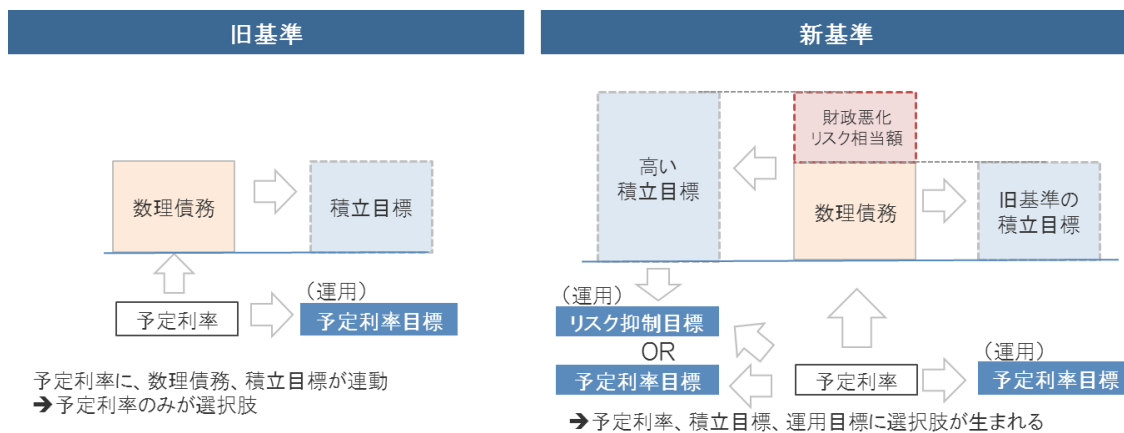 旧基準
数理債務
積立目標
予定利率
（運用）
予定利率目標
予定利率に、数理債務、積立目標が連動
➔予定利率のみが選択肢
新基準
高い
積立目標
財政悪化
リスク相当額
数理債務
旧基準の
積立目標
（運用）
リスク抑制目標
OR
予定利率目標
予定利率
（運用）
予定利率目標
➔予定利率、積立目標、運用目標に選択肢が生まれる